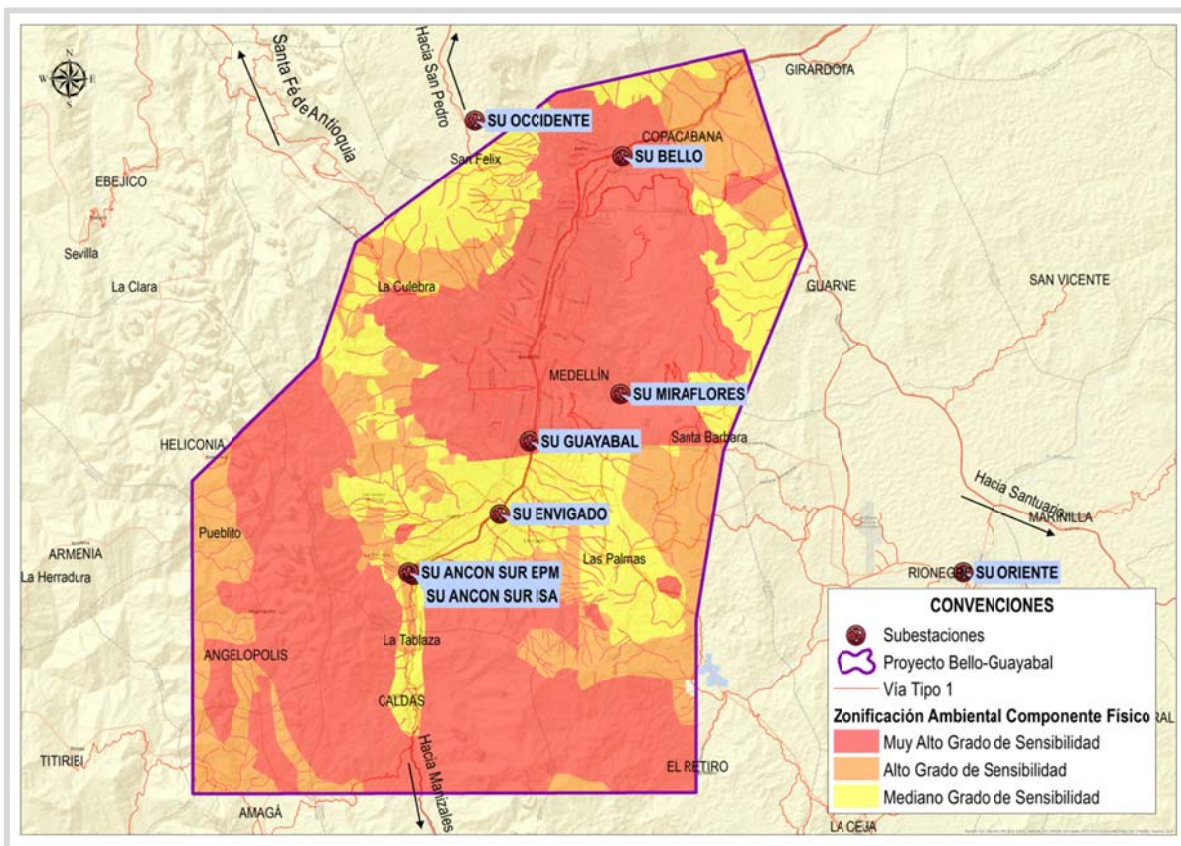 N
W E
S
Santa Fé de Antioquia
Hacia San Pedro
GIRARDOTA
SU OCCIDENTE
COPACABANA
SU BELLO
San Felix
EBEJICO
Sevilla
La Clara
La Culebra
GUARNE
SAN VICENTE
MEDELLÍN
SU MIRAFLORES
HELICONIA
SU GUAYABAL
Santa Barbara
Hacia Santuario
MARINILLA
SU ENVIGADO
Pueblito
ARMENIA
La Herradura
Las Palmas
SU ANCON SUR EPM
SU ANCON SUR ISA
RIONEGRO
SU ORIENTE
La Tablaza
ANGELOPOLIS
CALDAS
TITIRIBI
Hacia Manizales
EL RETIRO
AMAGÁ
LA CEJA
CONVENCIONES
Subestaciones
Proyecto Bello-Guayabal
Vía Tipo 1
Zonificación Ambiental Componente Físico
RAL
Muy Alto Grado de Sensibilidad
Alto Grado de Sensibilidad
Mediano Grado de Sensibilidad